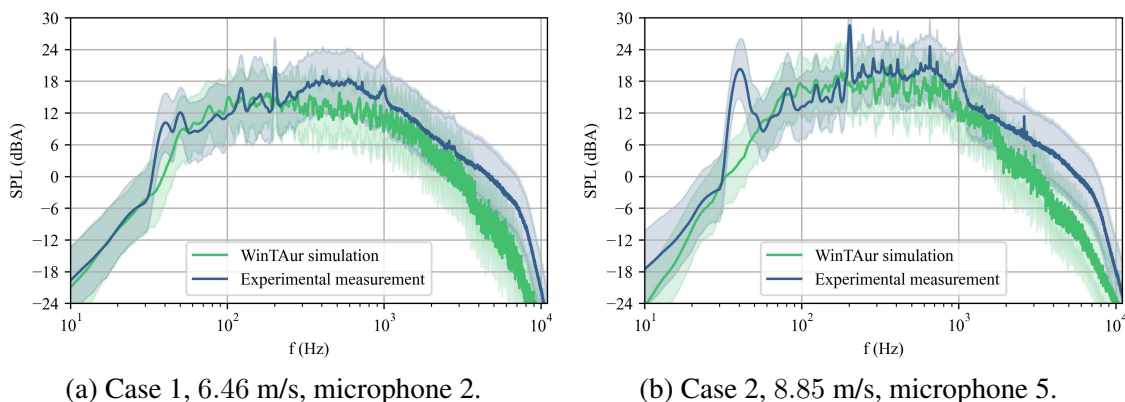 30
24
18
12
6
0
−6
−12
−18
−24
SPL (dBA)
WinTAur simulation
Experimental measurement
10^1
10^2
10^3
10^4
f (Hz)
(a) Case 1, 6.46 m/s, microphone 2.
30
24
18
12
6
0
−6
−12
−18
−24
SPL (dBA)
WinTAur simulation
Experimental measurement
10^1
10^2
10^3
10^4
f (Hz)
(b) Case 2, 8.85 m/s, microphone 5.